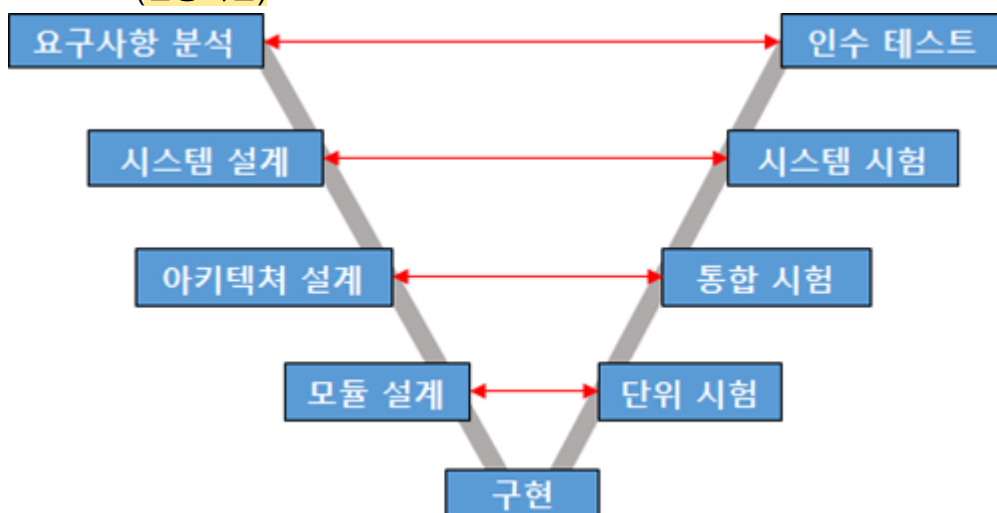 요구사항 분석
인수 테스트
시스템 설계
시스템 시험
아키텍쳐 설계
통합 시험
모듈 설계
단위 시험
구현